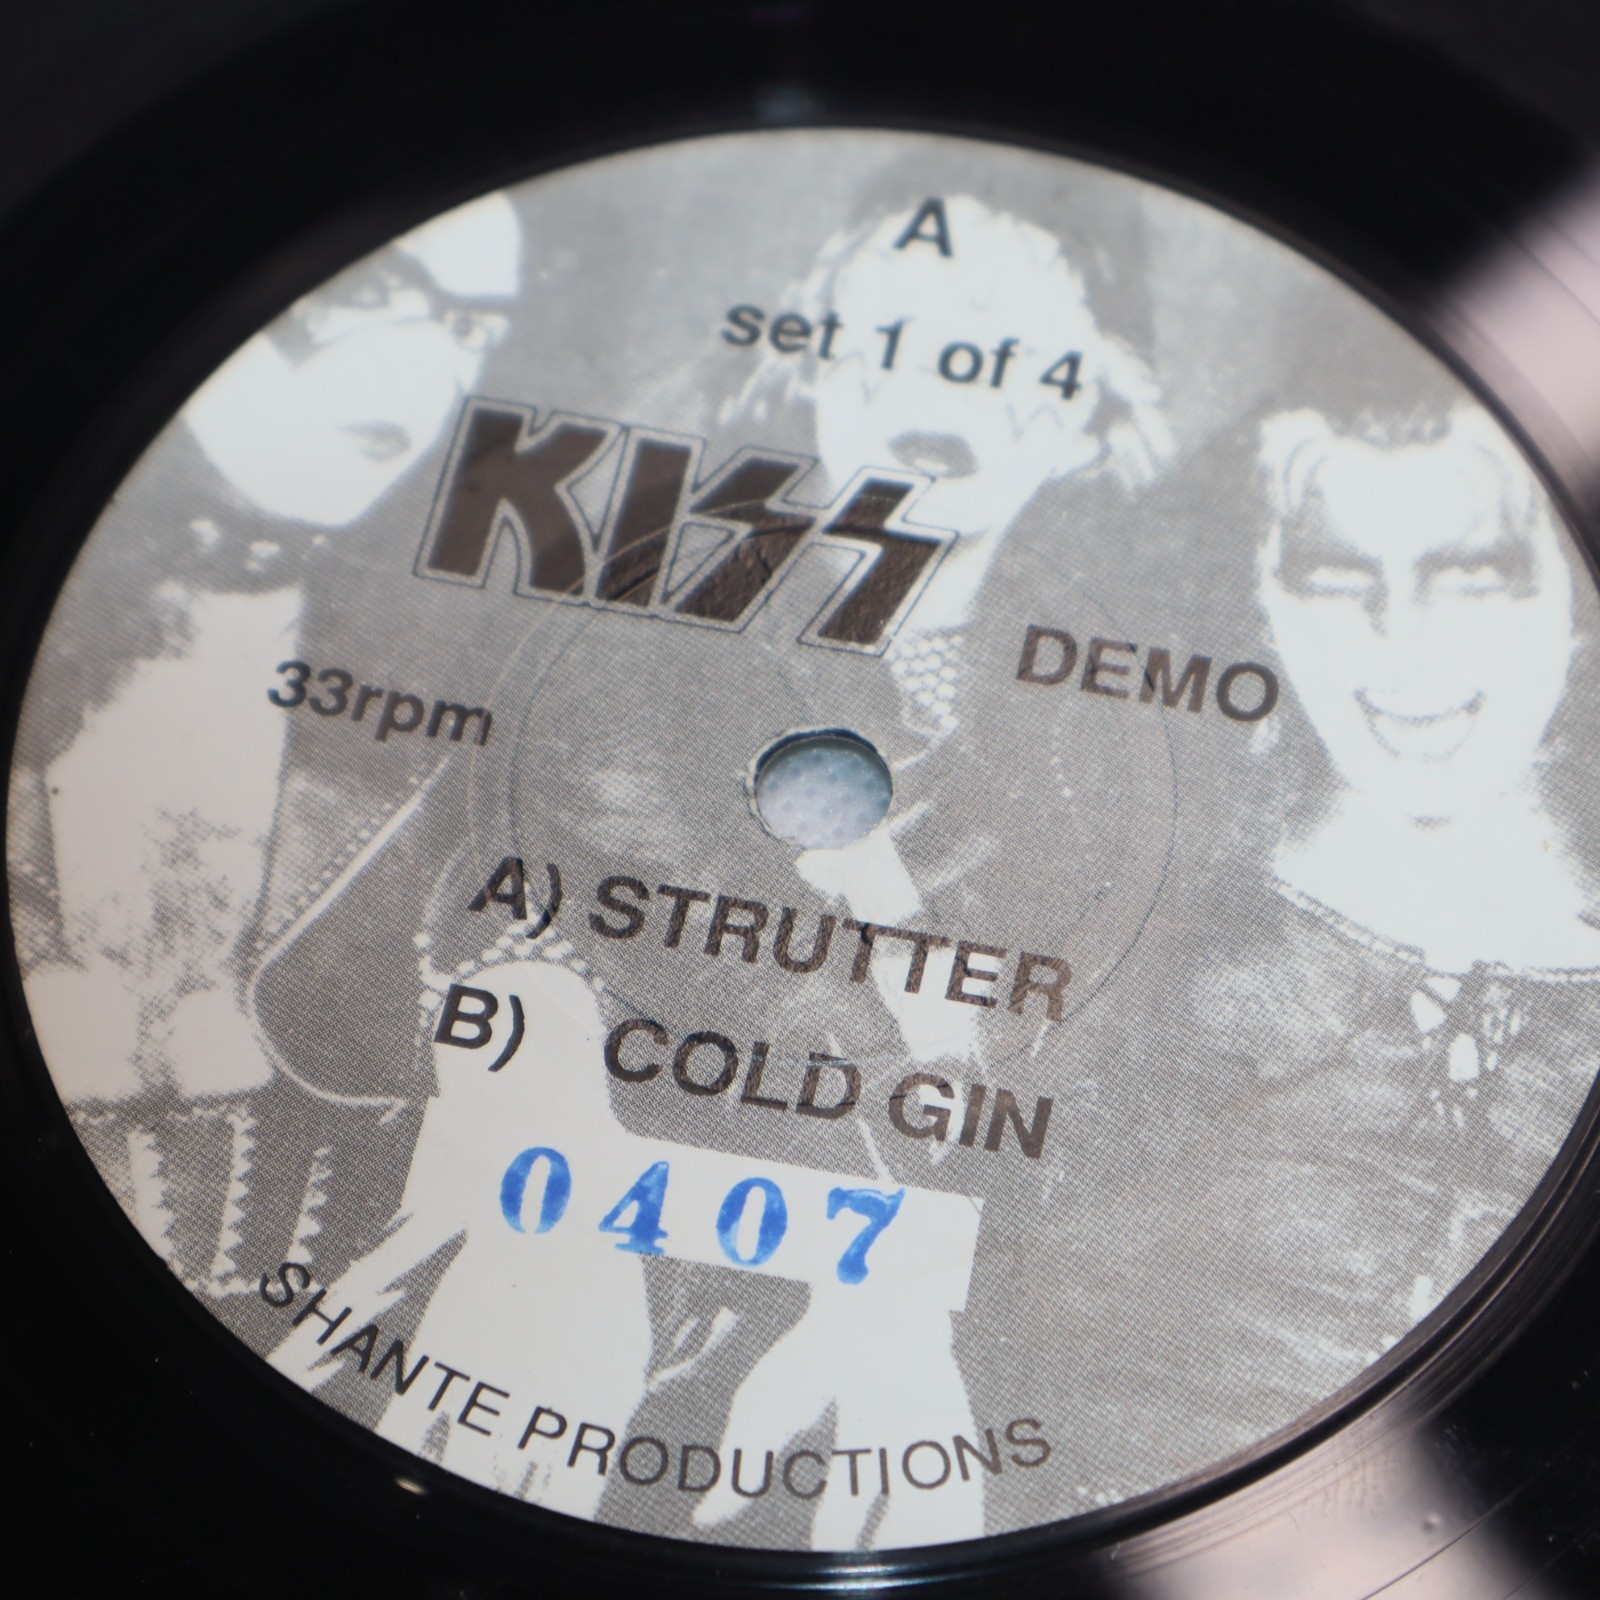 A
set 1 of 4
KISS
DEMO
33rpm
A) STRUTTER
B) COLD GIN
0407
SHANTE PRODUCTIONS